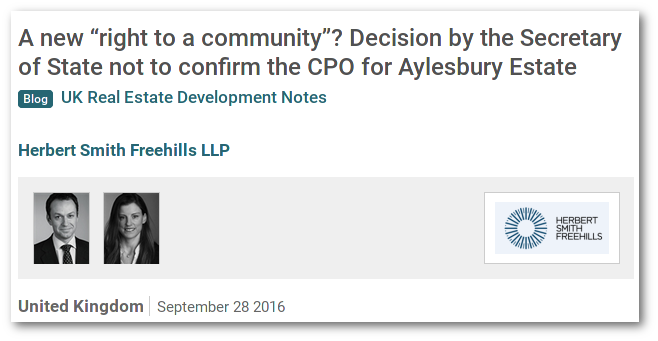 A new “right to a community”? Decision by the Secretary
of State not to confirm the CPO for Aylesbury Estate
Blog UK Real Estate Development Notes
Herbert Smith Freehills LLP
HERBERT
SMITH
FREEHILLS
United Kingdom September 28 2016